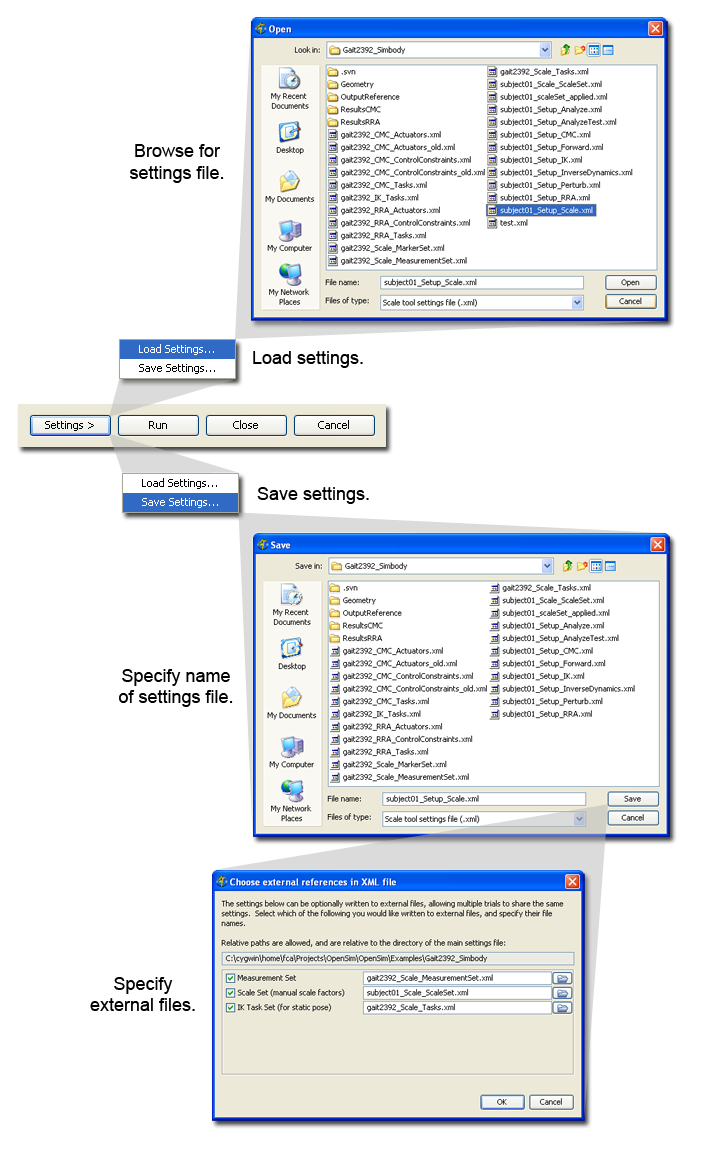 Open
Look in:
Gait2392_Simbody
My Recent
Documents
Desktop
My Documents
My Computer
My Network
Places
.svn
Geometry
OutputReference
ResultsCMC
ResultsRRA
gait2392_CMC_Actuators.xml
gait2392_CMC_Actuators_old.xml
gait2392_CMC_ControlConstraints.xml
gait2392_CMC_ControlConstraints_old.xml
gait2392_CMC_Tasks.xml
gait2392_IK_Tasks.xml
gait2392_RRA_Actuators.xml
gait2392_RRA_ControlConstraints.xml
gait2392_RRA_Tasks.xml
gait2392_Scale_MarkerSet.xml
gait2392_Scale_MeasurementSet.xml
gait2392_Scale_Tasks.xml
subject01_Scale_ScaleSet.xml
subject01_scaleSet_applied.xml
subject01_Setup_Analyze.xml
subject01_Setup_AnalyzeTest.xml
subject01_Setup_CMC.xml
subject01_Setup_Forward.xml
subject01_Setup_IK.xml
subject01_Setup_InverseDynamics.xml
subject01_Setup_Perturb.xml
subject01_Setup_RRA.xml
subject01_Setup_Scale.xml
test.xml
File name:
subject01_Setup_Scale.xml
Open
Files of type:
Scale tool settings file (.xml)
Cancel
Browse for
settings file.
Load Settings...
Save Settings...
Load settings.
Settings >
Run
Close
Cancel
Load Settings...
Save Settings...
Save settings.
Save
Save in:
Gait2392_Simbody
My Recent
Documents
Desktop
My Documents
My Computer
My Network
Places
.svn
Geometry
OutputReference
ResultsCMC
ResultsRRA
gait2392_CMC_Actuators.xml
gait2392_CMC_Actuators_old.xml
gait2392_CMC_ControlConstraints.xml
gait2392_CMC_ControlConstraints_old.xml
gait2392_CMC_Tasks.xml
gait2392_IK_Tasks.xml
gait2392_RRA_Actuators.xml
gait2392_RRA_ControlConstraints.xml
gait2392_RRA_Tasks.xml
gait2392_Scale_MarkerSet.xml
gait2392_Scale_MeasurementSet.xml
gait2392_Scale_Tasks.xml
subject01_Scale_ScaleSet.xml
subject01_scaleSet_applied.xml
subject01_Setup_Analyze.xml
subject01_Setup_AnalyzeTest.xml
subject01_Setup_CMC.xml
subject01_Setup_Forward.xml
subject01_Setup_IK.xml
subject01_Setup_InverseDynamics.xml
subject01_Setup_Perturb.xml
subject01_Setup_RRA.xml
File name:
subject01_Setup_Scale.xml
Save
Files of type:
Scale tool settings file (.xml)
Cancel
Specify name
of settings file.
Choose external references in XML file
The settings below can be optionally written to external files, allowing multiple trials to share the same
settings. Select which of the following you would like written to external files, and specify their file
names.
Relative paths are allowed, and are relative to the directory of the main settings file:
C:\cygwin\home\fca\Projects\OpenSim\OpenSim\Examples\Gait2392_Simbody
Measurement Set
gait2392_Scale_MeasurementSet.xml
Scale Set (manual scale factors)
subject01_Scale_ScaleSet.xml
IK Task Set (for static pose)
gait2392_Scale_Tasks.xml
OK
Cancel
Specify
external files.